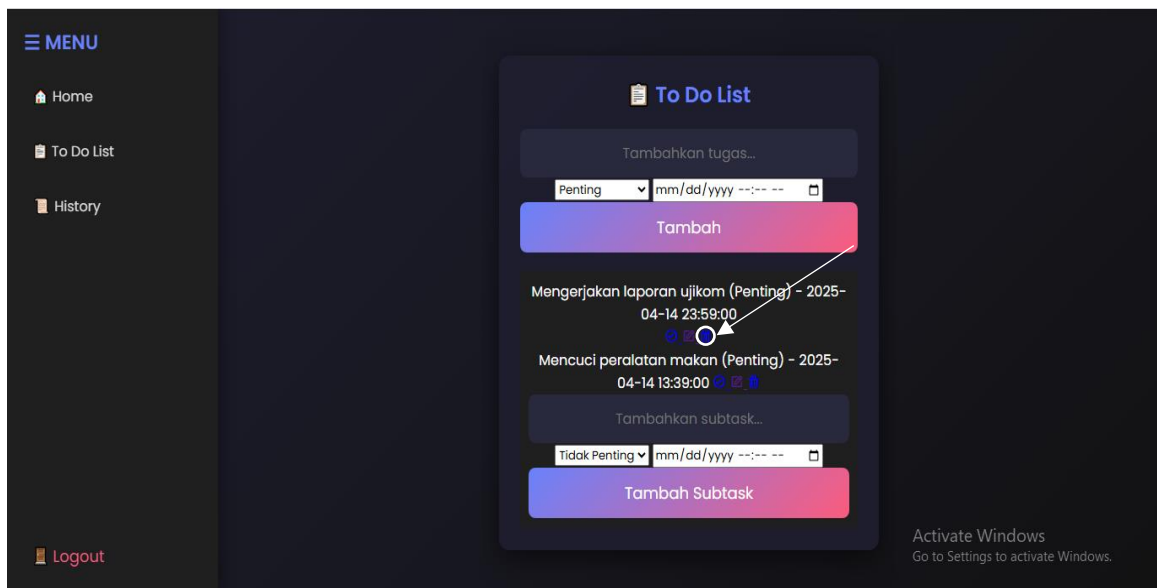 ☰ MENU
Home
To Do List
History
Logout
To Do List
Tambahkan tugas...
Penting mm/dd/yyyy --:-- --
Tambah
Mengerjakan laporan ujikom (Penting) - 2025-
04-14 23:59:00
Mencuci peralatan makan (Penting) - 2025-
04-14 13:39:00
Tambahkan subtask...
Tidak Penting mm/dd/yyyy --:-- --
Tambah Subtask
Activate Windows
Go to Settings to activate Windows.